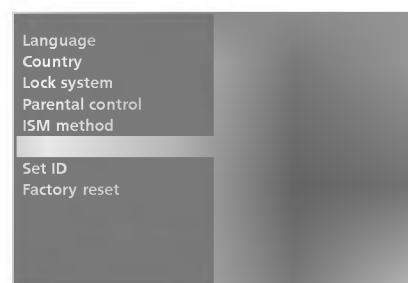 Language
Country
Lock system
Parental control
ISM method
Set ID
Factory reset